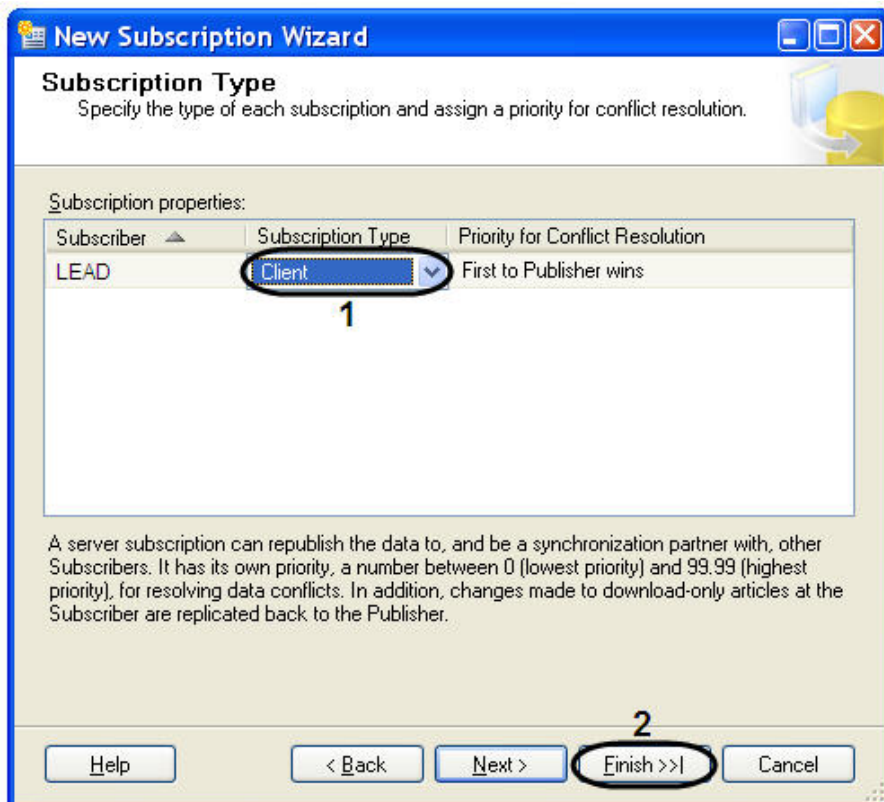 New Subscription Wizard
Subscription Type
Specify the type of each subscription and assign a priority for conflict resolution.
Subscription properties:
Subscriber Subscription Type Priority for Conflict Resolution
LEAD Client First to Publisher wins
1
A server subscription can republish the data to, and be a synchronization partner with, other
Subscribers. It has its own priority, a number between 0 (lowest priority) and 99.99 (highest
priority), for resolving data conflicts. In addition, changes made to download-only articles at the
Subscriber are replicated back to the Publisher.
2
Help < Back Next > Finish >>| Cancel